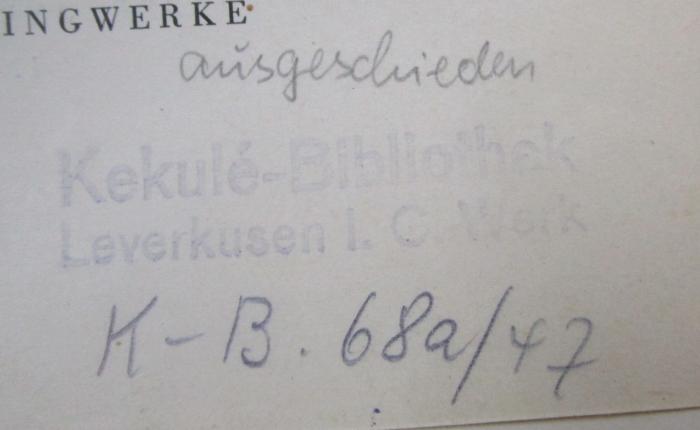 INGWERKE
ausgeschieden
Kekulé-Bibliothek
Leverkusen I. G. Werk
K-B. 68a/47